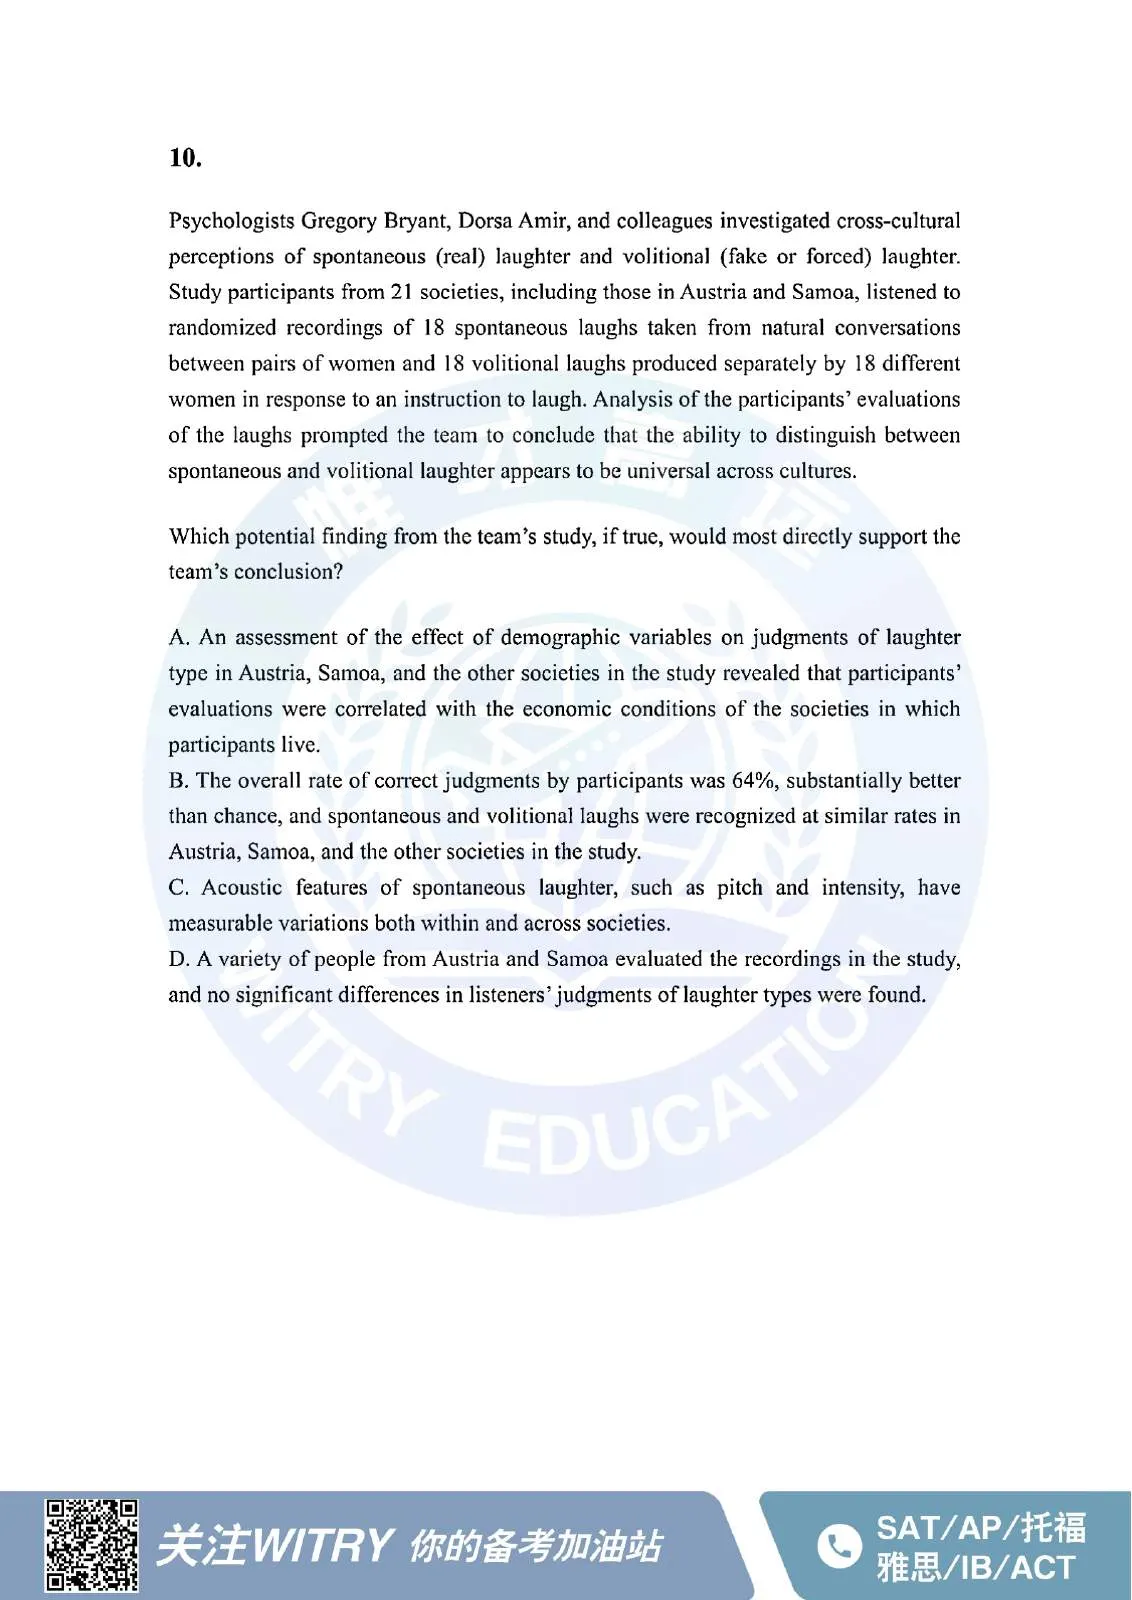 10.
Psychologists Gregory Bryant, Dorsa Amir, and colleagues investigated cross-cultural
perceptions of spontaneous (real) laughter and volitional (fake or forced) laughter.
Study participants from 21 societies, including those in Austria and Samoa, listened to
randomized recordings of 18 spontaneous laughs taken from natural conversations
between pairs of women and 18 volitional laughs produced separately by 18 different
women in response to an instruction to laugh. Analysis of the participants' evaluations
of the laughs prompted the team to conclude that the ability to distinguish between
spontaneous and volitional laughter appears to be universal across cultures.
Which potential finding from the team's study, if true, would most directly support the
team's conclusion?
A. An assessment of the effect of demographic variables on judgments of laughter
type in Austria, Samoa, and the other societies in the study revealed that participants'
evaluations were correlated with the economic conditions of the societies in which
participants live.
B. The overall rate of correct judgments by participants was 64%, substantially better
than chance, and spontaneous and volitional laughs were recognized at similar rates in
Austria, Samoa, and the other societies in the study.
C. Acoustic features of spontaneous laughter, such as pitch and intensity, have
measurable variations both within and across societies.
D. A variety of people from Austria and Samoa evaluated the recordings in the study,
and no significant differences in listeners' judgments of laughter types were found.
惟才高远
WITRY EDUCATION
关注WITRY 你的备考加油站
SAT/AP/托福
雅思/IB/ACT